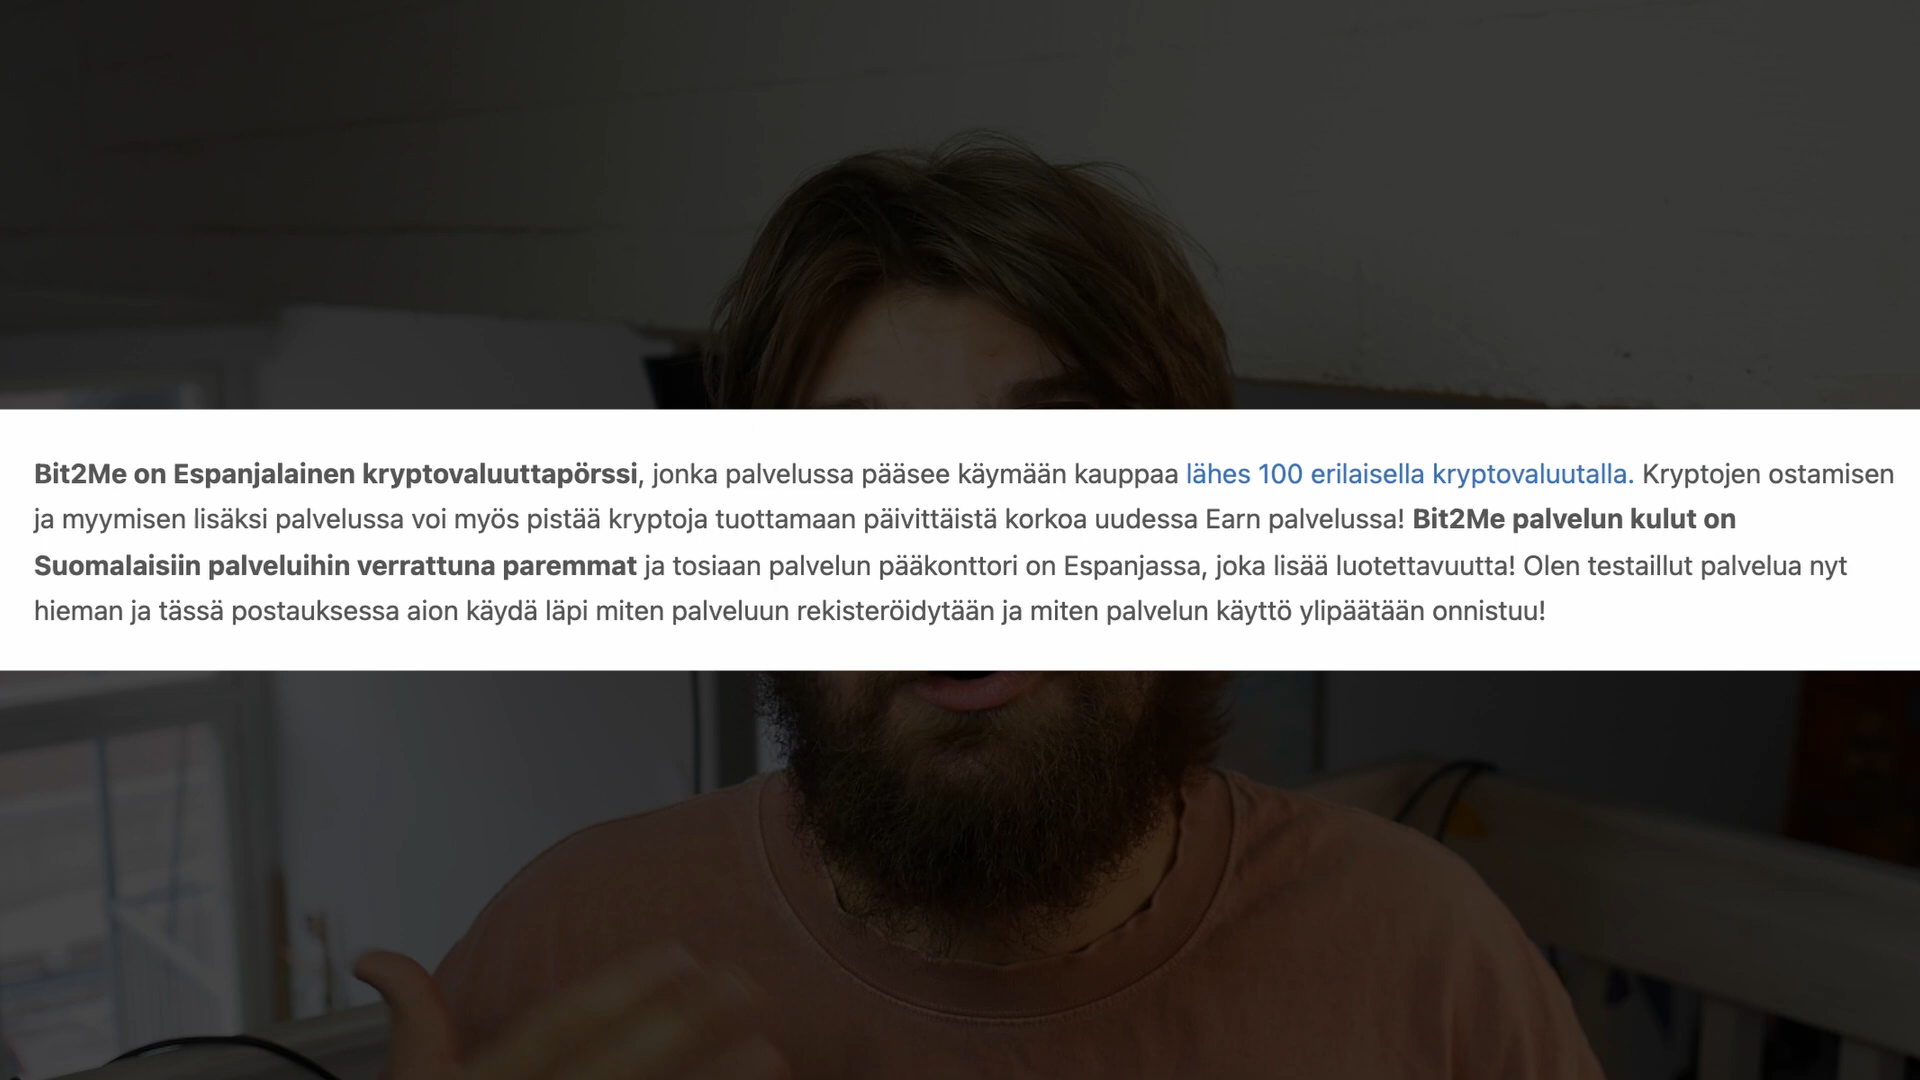 Bit2Me on Espanjalainen kryptovaluuttapörssi, jonka palvelussa pääsee käymään kauppaa lähes 100 erilaisella kryptovaluutalla. Kryptojen ostamisen
ja myymisen lisäksi palvelussa voi myös pistää kryptoja tuottamaan päivittäistä korkoa uudessa Earn palvelussa! Bit2Me palvelun kulut on
Suomalaisiin palveluihin verrattuna paremmat ja tosiaan palvelun pääkonttori on Espanjassa, joka lisää luotettavuutta! Olen testaillut palvelua nyt
hieman ja tässä postauksessa aion käydä läpi miten palveluun rekisteröidytään ja miten palvelun käyttö ylipäätään onnistuu!